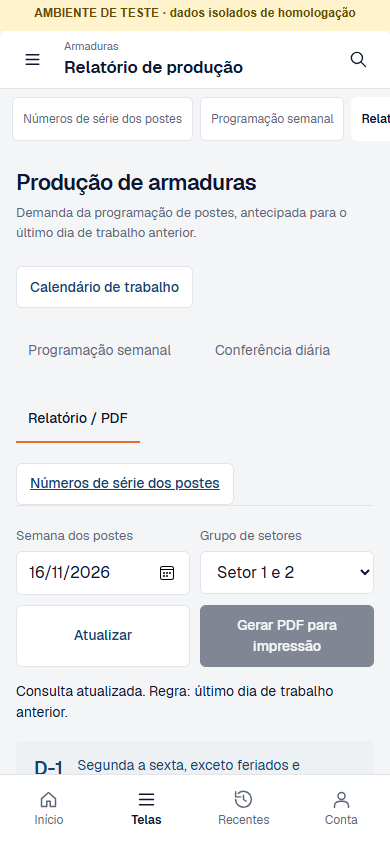 AMBIENTE DE TESTE · dados isolados de homologação
Armaduras
Relatório de produção
Números de série dos postes
Programação semanal
Relat
Produção de armaduras
Demanda da programação de postes, antecipada para o
último dia de trabalho anterior.
Calendário de trabalho
Programação semanal
Conferência diária
Relatório / PDF
Números de série dos postes
Semana dos postes
Grupo de setores
16/11/2026
Setor 1 e 2
Atualizar
Gerar PDF para
impressão
Consulta atualizada. Regra: último dia de trabalho
anterior.
D-1
Segunda a sexta, exceto feriados e
Início
Telas
Recentes
Conta